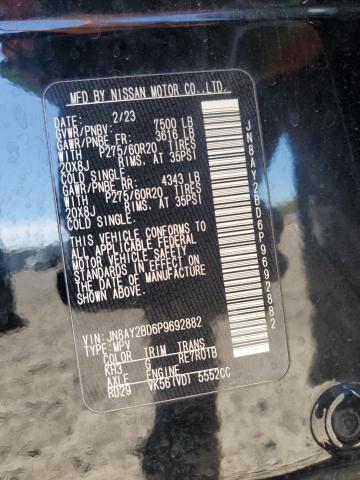 MFD BY NISSAN MOTOR CO.,LTD.
DATE: 2/23
GVWR/PNBV: 7500 LB
GAWR/PNBE FR: 3616 LB
WITH P275/60R20 TIRES
20X8J RIMS, AT 35PSI
COLD SINGLE.
GAWR/PNBE RR: 4343 LB
WITH P275/60R20 TIRES
20X8J RIMS, AT 35PSI
COLD SINGLE.
THIS VEHICLE CONFORMS TO
ALL APPLICABLE FEDERAL
MOTOR VEHICLE SAFETY
STANDARDS IN EFFECT ON
THE DATE OF MANUFACTURE
SHOWN ABOVE.
VIN: JN8AY2BD6P9692882
TYPE: MPV
COLOR TRIM TRANS
KH3 G RE7R01B
AXLE ENGINE
RD29 VK56(VD) 5552CC
JN8AY2BD6P9692882